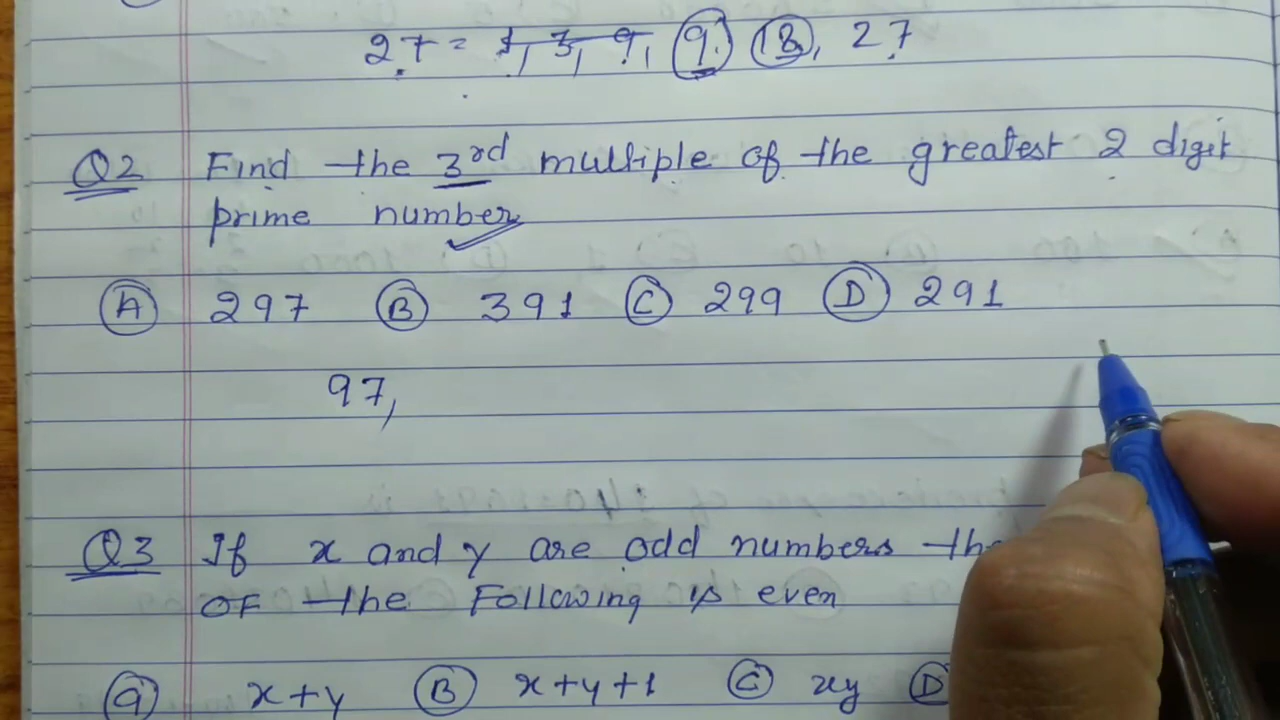 27 = 1, 3, 9, 9. 18, 27
Q2 Find the 3rd multiple of the greatest 2 digit
prime number
A 297 B 391 C 299 D 291
97,
Q3 If x and y are odd numbers
of the following is even
a x+y B x+y+1 C xy D